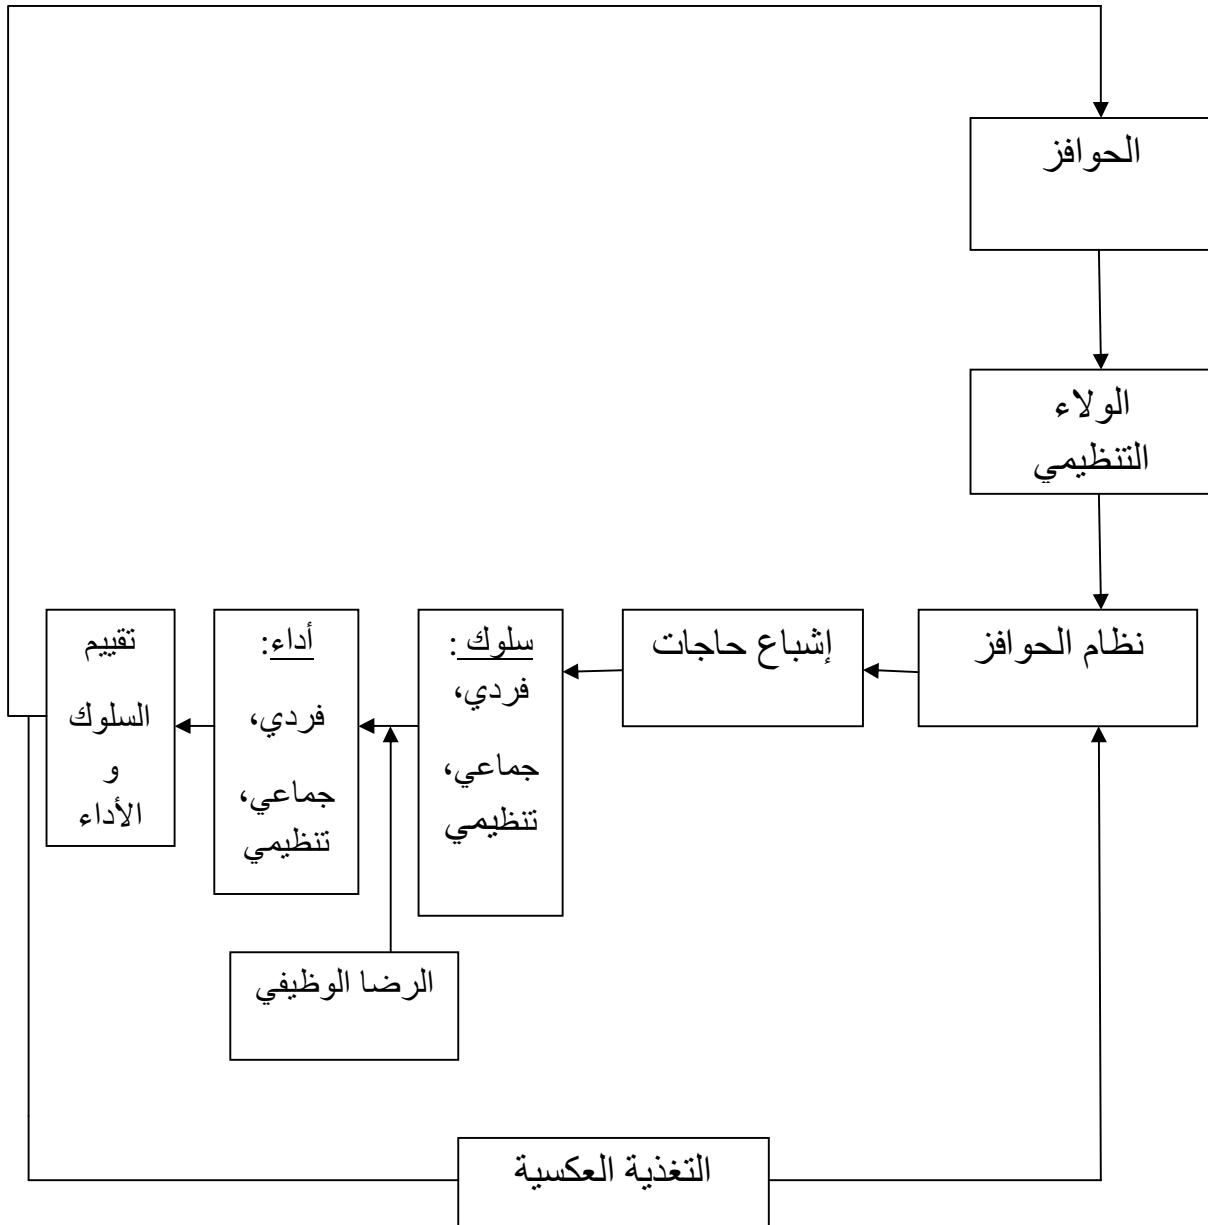 الحوافز
الولاء
التنظيمي
نظام الحوافز
إشباع حاجات
سلوك :
فردي،
جماعي،
تنظيمي
أداء:
فردي،
جماعي،
تنظيمي
تقييم
السلوك
و
الأداء
الرضا الوظيفي
التغذية العكسية